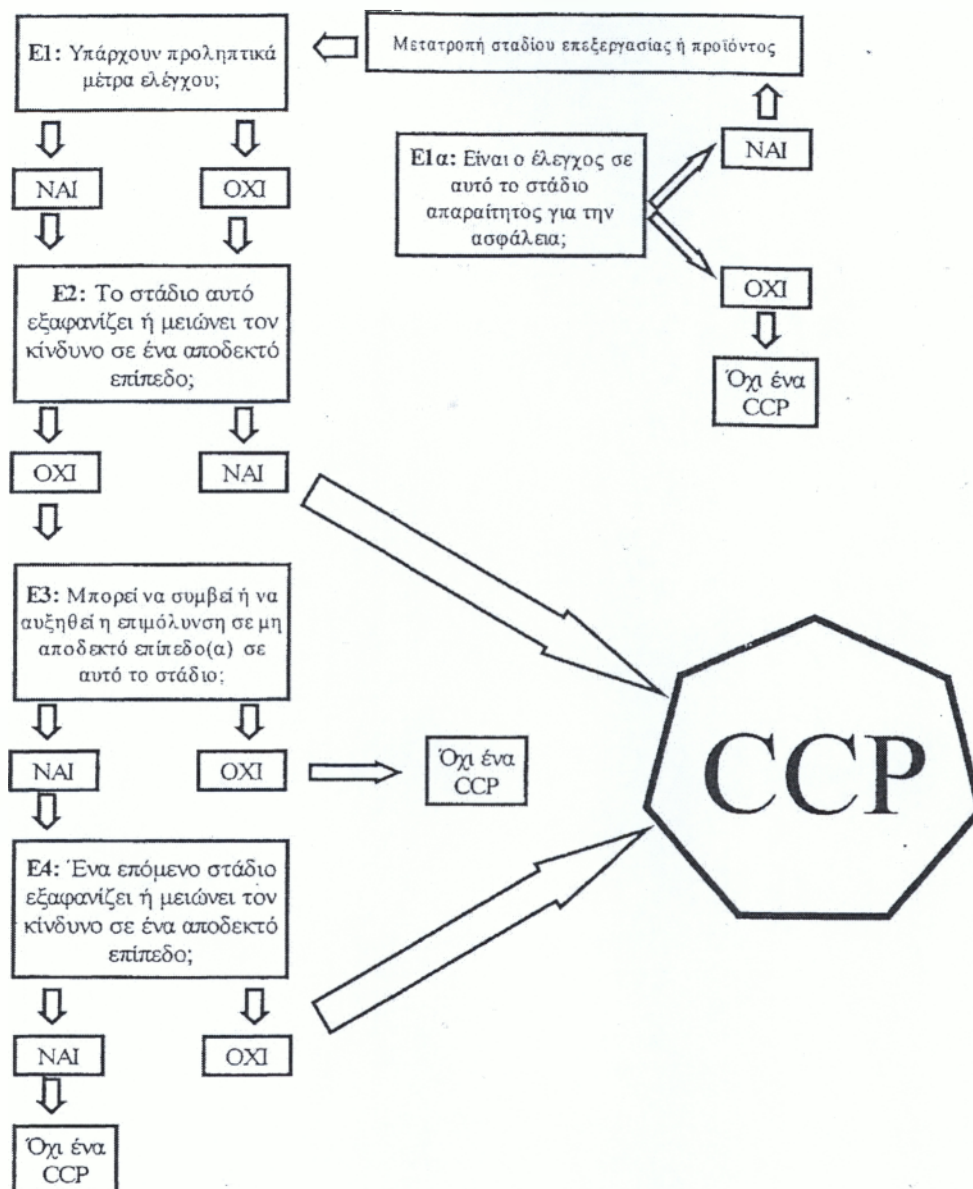 Ε1: Υπάρχουν προληπτικά
μέτρα ελέγχου;
Μετατροπή σταδίου επεξεργασίας ή προϊόντος
ΝΑΙ
ΟΧΙ
Ε1α: Είναι ο έλεγχος σε
αυτό το στάδιο
απαραίτητος για την
ασφάλεια;
ΝΑΙ
ΟΧΙ
Όχι ένα
CCP
Ε2: Το στάδιο αυτό
εξαφανίζει ή μειώνει τον
κίνδυνο σε ένα αποδεκτό
επίπεδο;
ΟΧΙ
ΝΑΙ
Ε3: Μπορεί να συμβεί ή να
αυξηθεί η επιμόλυνση σε μη
αποδεκτό επίπεδο(α) σε
αυτό το στάδιο;
ΝΑΙ
ΟΧΙ
Όχι ένα
CCP
CCP
Ε4: Ένα επόμενο στάδιο
εξαφανίζει ή μειώνει τον
κίνδυνο σε ένα αποδεκτό
επίπεδο;
ΝΑΙ
ΟΧΙ
Όχι ένα
CCP